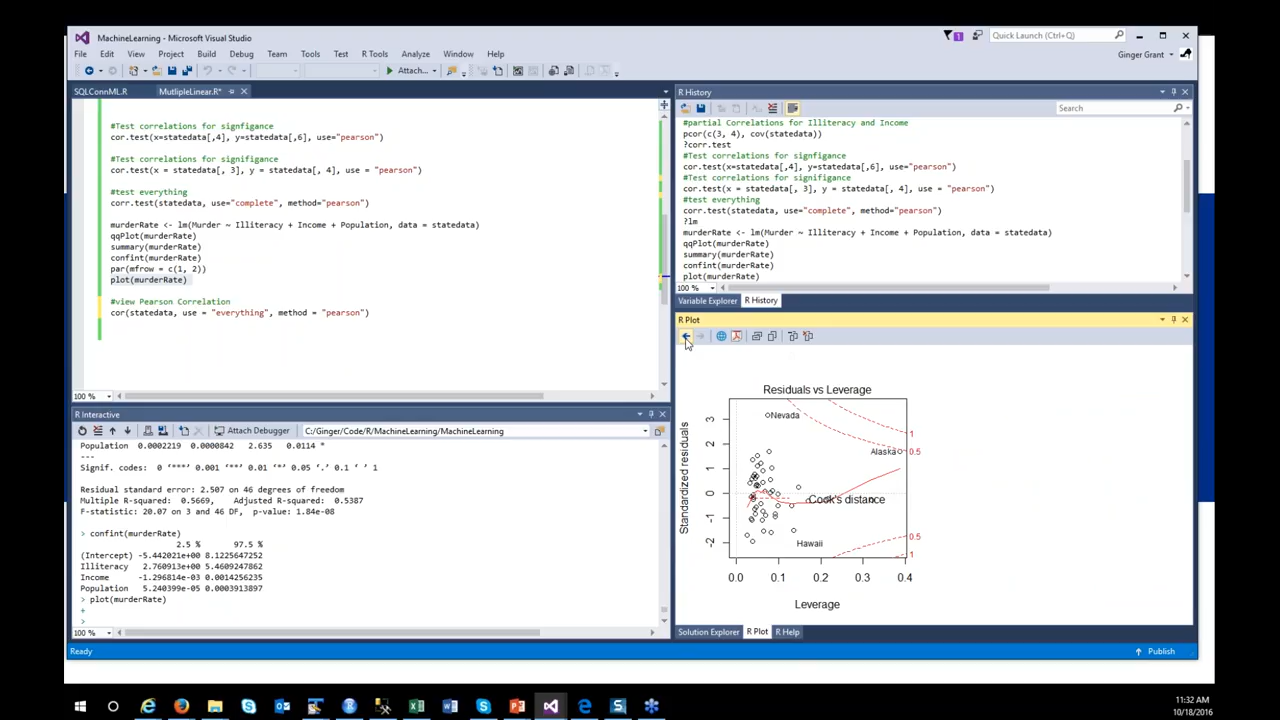 MachineLearning - Microsoft Visual Studio
1
Quick Launch (Ctrl+Q)
File Edit View Project Build Debug Team Tools Test R Tools Analyze Window Help
Ginger Grant
Attach...
SQLConnML.R MutlipleLinear.R*
#Test correlations for signfigance
cor.test(x=statedata[,4], y=statedata[,6], use="pearson")
#Test correlations for signifigance
cor.test(x = statedata[, 3], y = statedata[, 4], use = "pearson")
#test everything
corr.test(statedata, use="complete", method="pearson")
murderRate <- lm(Murder ~ Illiteracy + Income + Population, data = statedata)
qqPlot(murderRate)
summary(murderRate)
confint(murderRate)
par(mfrow = c(1, 2))
plot(murderRate)
#view Pearson Correlation
cor(statedata, use = "everything", method = "pearson")
100 %
R Interactive
Attach Debugger
C:/Ginger/Code/R/MachineLearning/MachineLearning
Population 0.0002219 0.0000842 2.635 0.0114 *
---
Signif. codes: 0 ‘***’ 0.001 ‘**’ 0.01 ‘*’ 0.05 ‘.’ 0.1 ‘ ’ 1
Residual standard error: 2.507 on 46 degrees of freedom
Multiple R-squared: 0.5669, Adjusted R-squared: 0.5387
F-statistic: 20.07 on 3 and 46 DF, p-value: 1.84e-08
> confint(murderRate)
2.5 % 97.5 %
(Intercept) -5.442021e+00 8.1225647252
Illiteracy 2.760913e+00 5.4609247862
Income -1.296814e-03 0.0014256235
Population 5.240399e-05 0.0003913897
> plot(murderRate)
+
>
100 %
R History
Search
#partial Correlations for Illiteracy and Income
pcor(c(3, 4), cov(statedata))
?corr.test
#Test correlations for signfigance
cor.test(x=statedata[,4], y=statedata[,6], use="pearson")
#Test correlations for signifigance
cor.test(x = statedata[, 3], y = statedata[, 4], use = "pearson")
#test everything
corr.test(statedata, use="complete", method="pearson")
?lm
murderRate <- lm(Murder ~ Illiteracy + Income + Population, data = statedata)
qqPlot(murderRate)
summary(murderRate)
confint(murderRate)
plot(murderRate)
100 %
Variable Explorer R History
R Plot
Residuals vs Leverage
Standardized residuals
3
2
1
0
-1
-2
Nevada
Alaska
Cook's distance
Hawaii
1
0.5
0.5
1
0.0 0.1 0.2 0.3 0.4
Leverage
Solution Explorer R Plot R Help
Ready
Publish
11:32 AM
10/18/2016